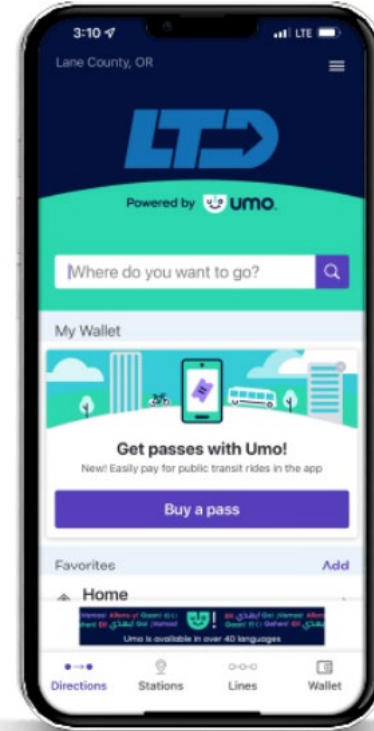 3:10
LTE
Lane County, OR
LTD
Powered by umo.
Where do you want to go?
My Wallet
Get passes with Umo!
New! Easily pay for public transit rides in the app
Buy a pass
Favorites Add
Home
Umo is available in over 40 languages
Directions Stations Lines Wallet